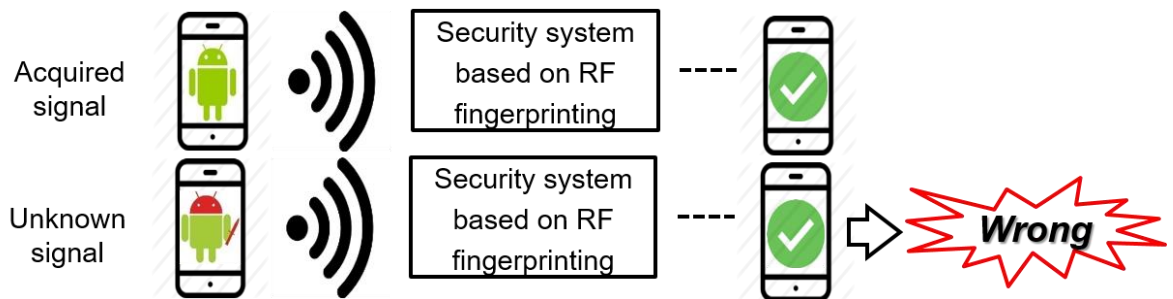 Acquired
signal
Security system
based on RF
fingerprinting
Unknown
signal
Security system
based on RF
fingerprinting
Wrong